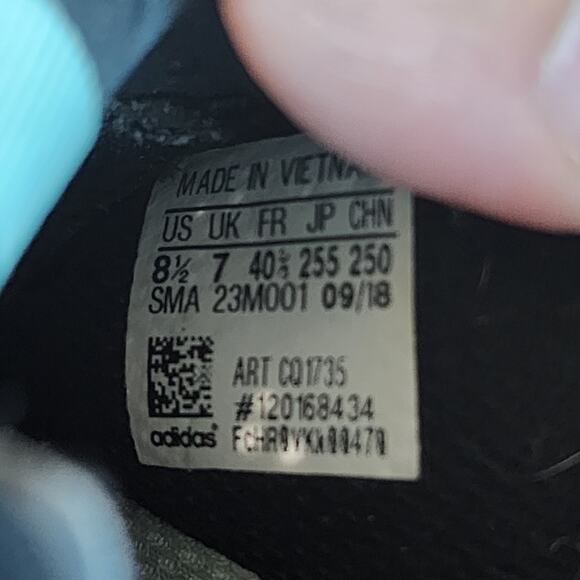 MADE IN VIETNA
US UK FR JP CHN
8½ 7 40⅔ 255 250
SMA 23M001 09/18
ART CQ1735
#120168434
adidas